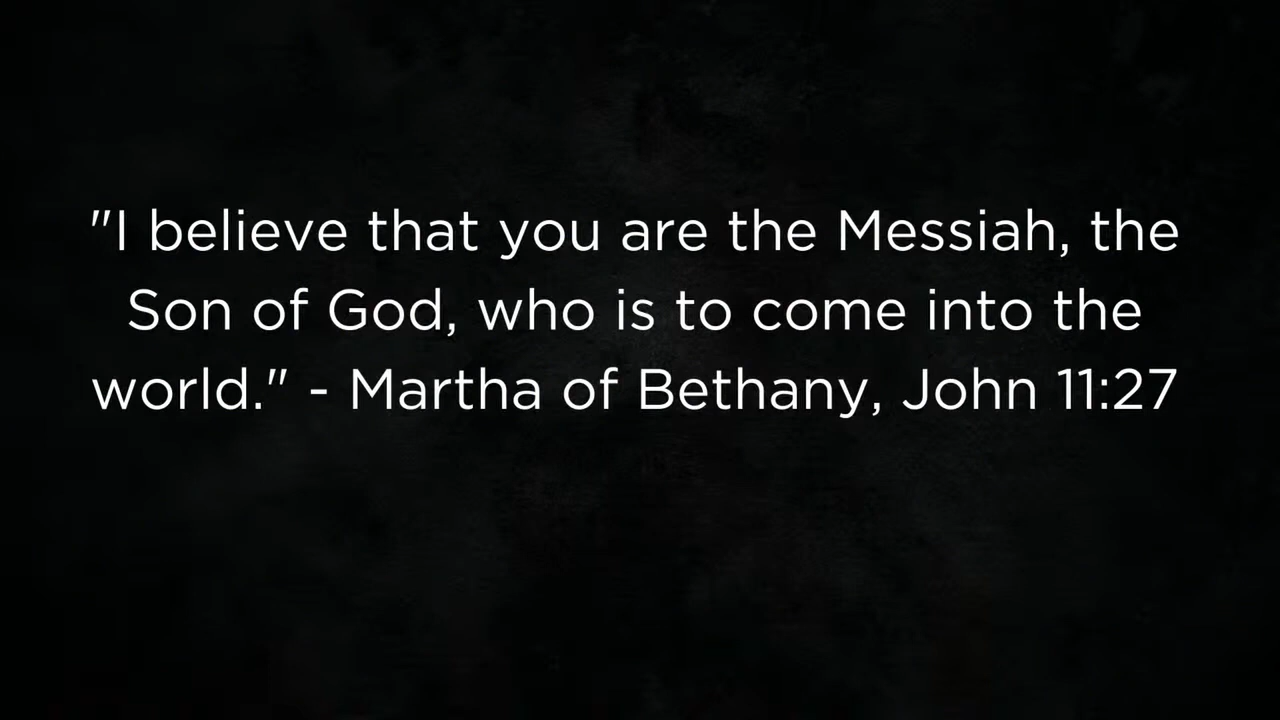 "I believe that you are the Messiah, the
Son of God, who is to come into the
world." - Martha of Bethany, John 11:27